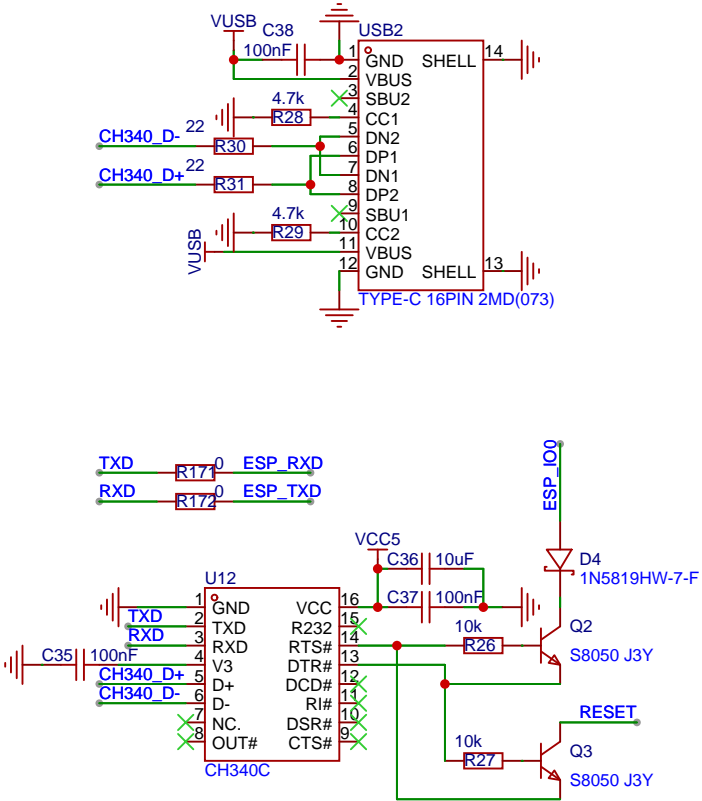 VUSB
C38
100nF
USB2
1 GND SHELL 14
2 VBUS
3 SBU2
4.7k
R28
4 CC1
CH340_D- 22
R30
5 DN2
6 DP1
CH340_D+ 22
R31
7 DN1
8 DP2
9 SBU1
4.7k
R29
10 CC2
VUSB
11 VBUS
12 GND SHELL 13
TYPE-C 16PIN 2MD(073)
TXD R171 0 ESP_RXD
RXD R172 0 ESP_TXD
ESP_IO0
VCC5
C36 10uF
C37 100nF
D4
1N5819HW-7-F
U12
1 GND VCC 16
TXD 2 TXD R232 15
RXD 3 RXD RTS# 14
C35 100nF 4 V3 DTR# 13
CH340_D+ 5 D+ DCD# 12
CH340_D- 6 D- RI# 11
7 NC. DSR# 10
8 OUT# CTS# 9
CH340C
10k
R26
Q2
S8050 J3Y
RESET
10k
R27
Q3
S8050 J3Y